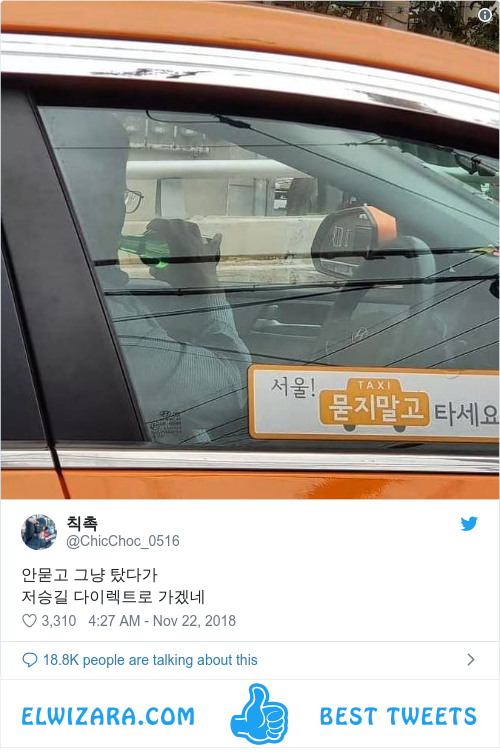 서울!
TAXI
묻지말고
타세요
칙촉
@ChicChoc_0516
안묻고 그냥 탔다가
저승길 다이렉트로 가겠네
3,310 4:27 AM - Nov 22, 2018
18.8K people are talking about this
ELWIZARA.COM
BEST TWEETS